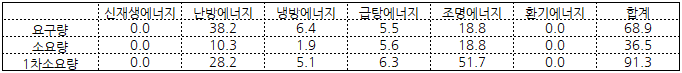 신재생에너지 난방에너지 냉방에너지 급탕에너지 조명에너지 환기에너지 합계
요구량 0.0 38.2 6.4 5.5 18.8 0.0 68.9
소요량 0.0 10.3 1.9 5.6 18.8 0.0 36.5
1차소요량 0.0 28.2 5.1 6.3 51.7 0.0 91.3